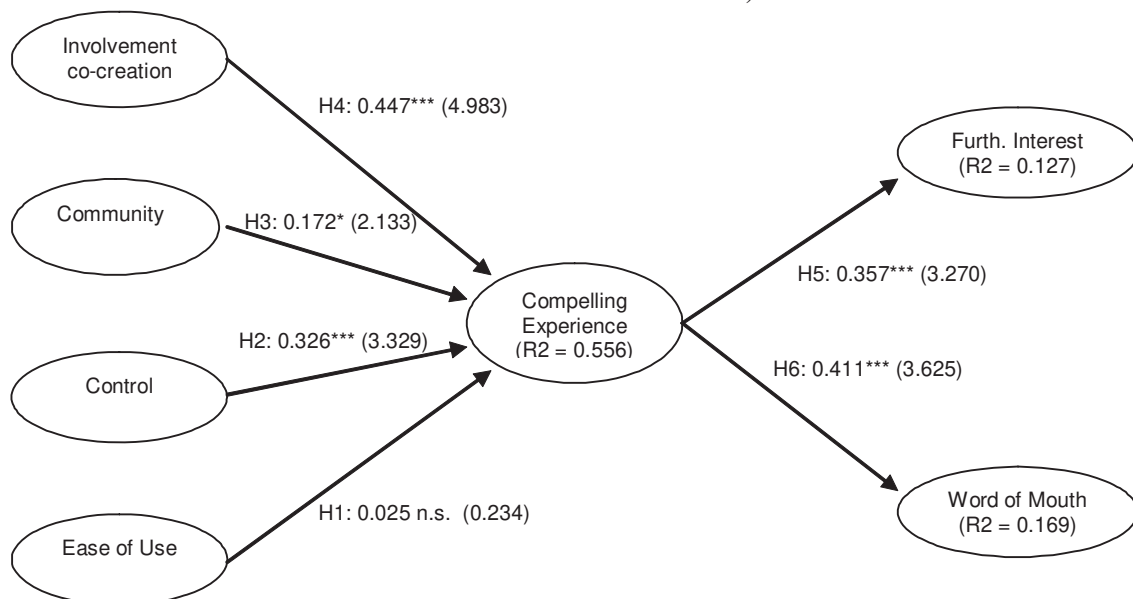 Involvement
co-creation
H4: 0.447*** (4.983)
Furth. Interest
(R2 = 0.127)
Community
H3: 0.172* (2.133)
H5: 0.357*** (3.270)
Compelling
Experience
(R2 = 0.556)
H2: 0.326*** (3.329)
H6: 0.411*** (3.625)
Control
Word of Mouth
(R2 = 0.169)
H1: 0.025 n.s. (0.234)
Ease of Use